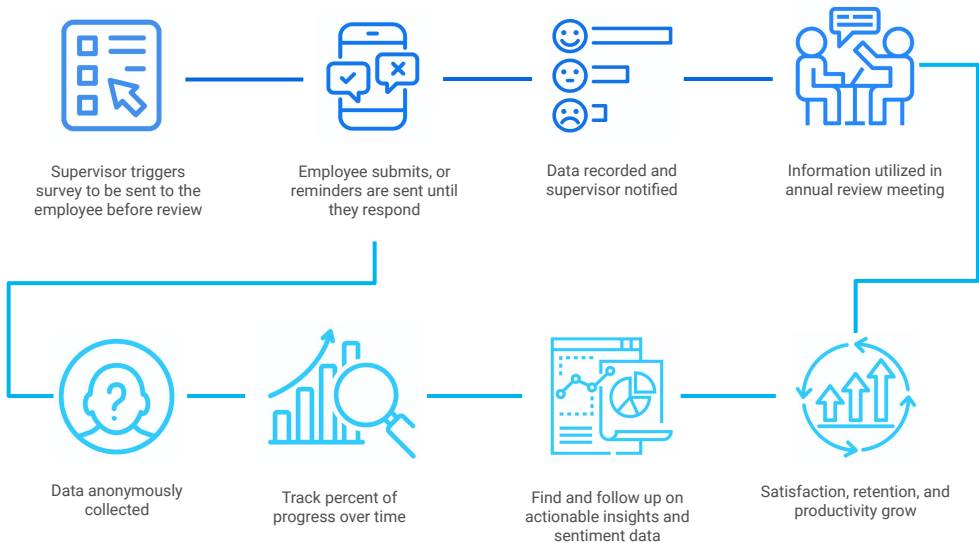 Supervisor triggers
survey to be sent to the
employee before review
Employee submits, or
reminders are sent until
they respond
Data recorded and
supervisor notified
Information utilized in
annual review meeting
Data anonymously
collected
Track percent of
progress over time
Find and follow up on
actionable insights and
sentiment data
Satisfaction, retention, and
productivity grow